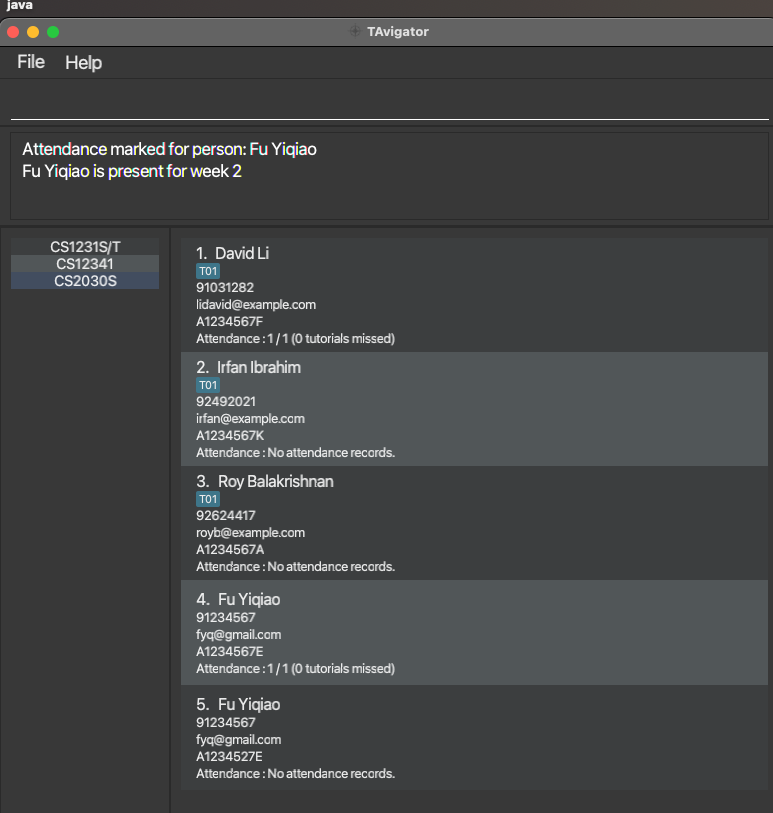 java
TAvigator
File Help
Attendance marked for person: Fu Yiqiao
Fu Yiqiao is present for week 2
CS1231S/T
CS12341
CS2030S
1. David Li
T01
91031282
lidavid@example.com
A1234567F
Attendance : 1 / 1 (0 tutorials missed)
2. Irfan Ibrahim
T01
92492021
irfan@example.com
A1234567K
Attendance : No attendance records.
3. Roy Balakrishnan
T01
92624417
royb@example.com
A1234567A
Attendance : No attendance records.
4. Fu Yiqiao
91234567
fyq@gmail.com
A1234567E
Attendance : 1 / 1 (0 tutorials missed)
5. Fu Yiqiao
91234567
fyq@gmail.com
A1234527E
Attendance : No attendance records.